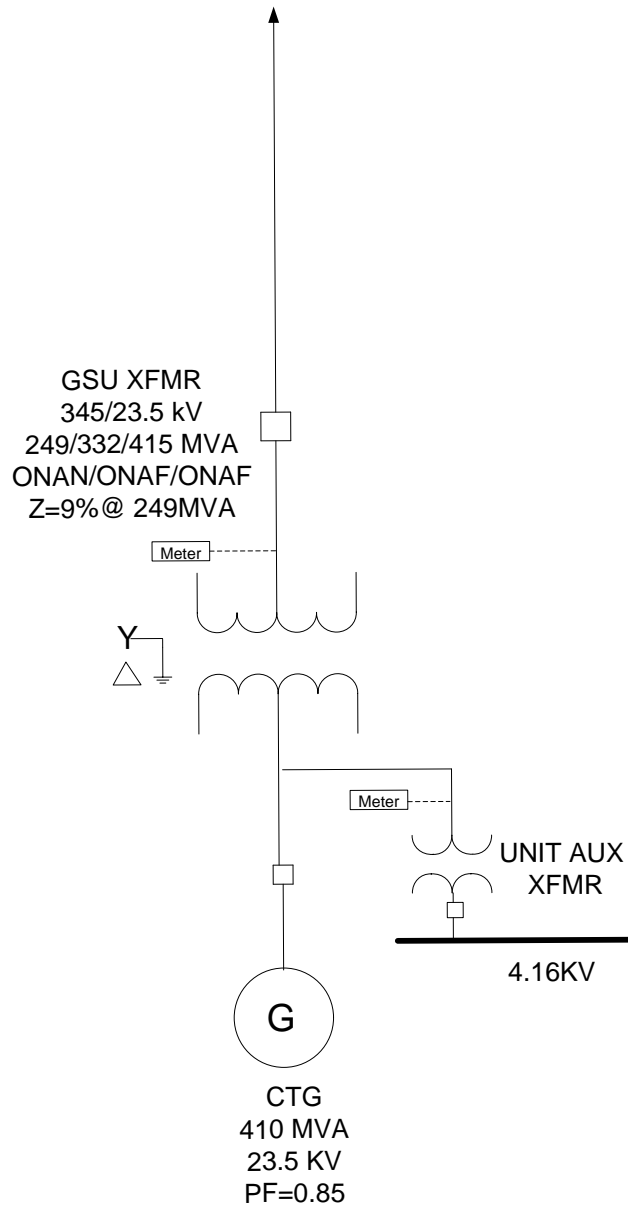 GSU XFMR
345/23.5 kV
249/332/415 MVA
ONAN/ONAF/ONAF
Z=9%@ 249MVA
Meter
Y
Meter
UNIT AUX
XFMR
4.16KV
G
CTG
410 MVA
23.5 KV
PF=0.85